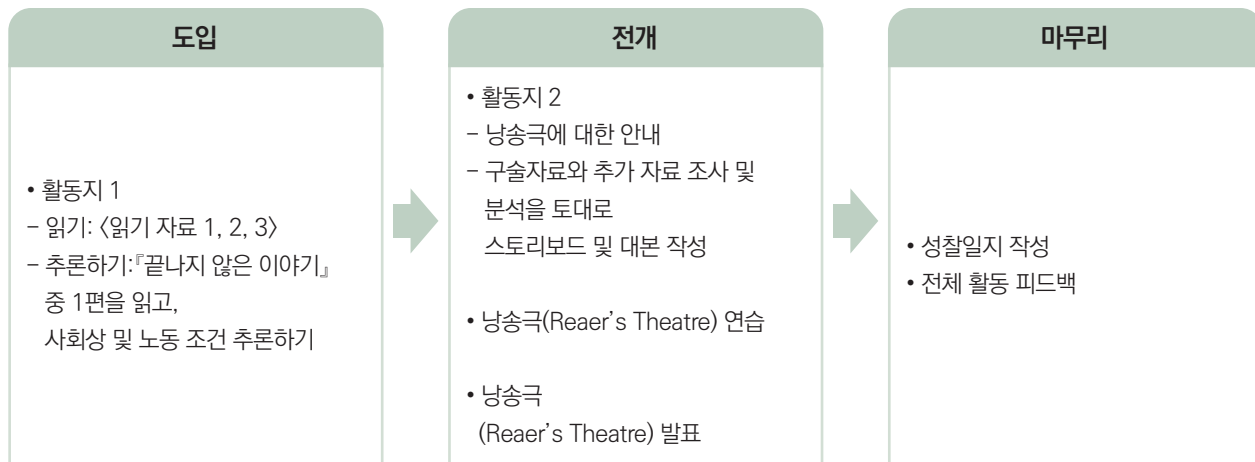 도입
• 활동지 1
- 읽기: 〈읽기 자료 1, 2, 3〉
- 추론하기:『끝나지 않은 이야기』
중 1편을 읽고,
사회상 및 노동 조건 추론하기
전개
• 활동지 2
- 낭송극에 대한 안내
- 구술자료와 추가 자료 조사 및
분석을 토대로
스토리보드 및 대본 작성
• 낭송극(Reaer’s Theatre) 연습
• 낭송극
(Reaer’s Theatre) 발표
마무리
• 성찰일지 작성
• 전체 활동 피드백